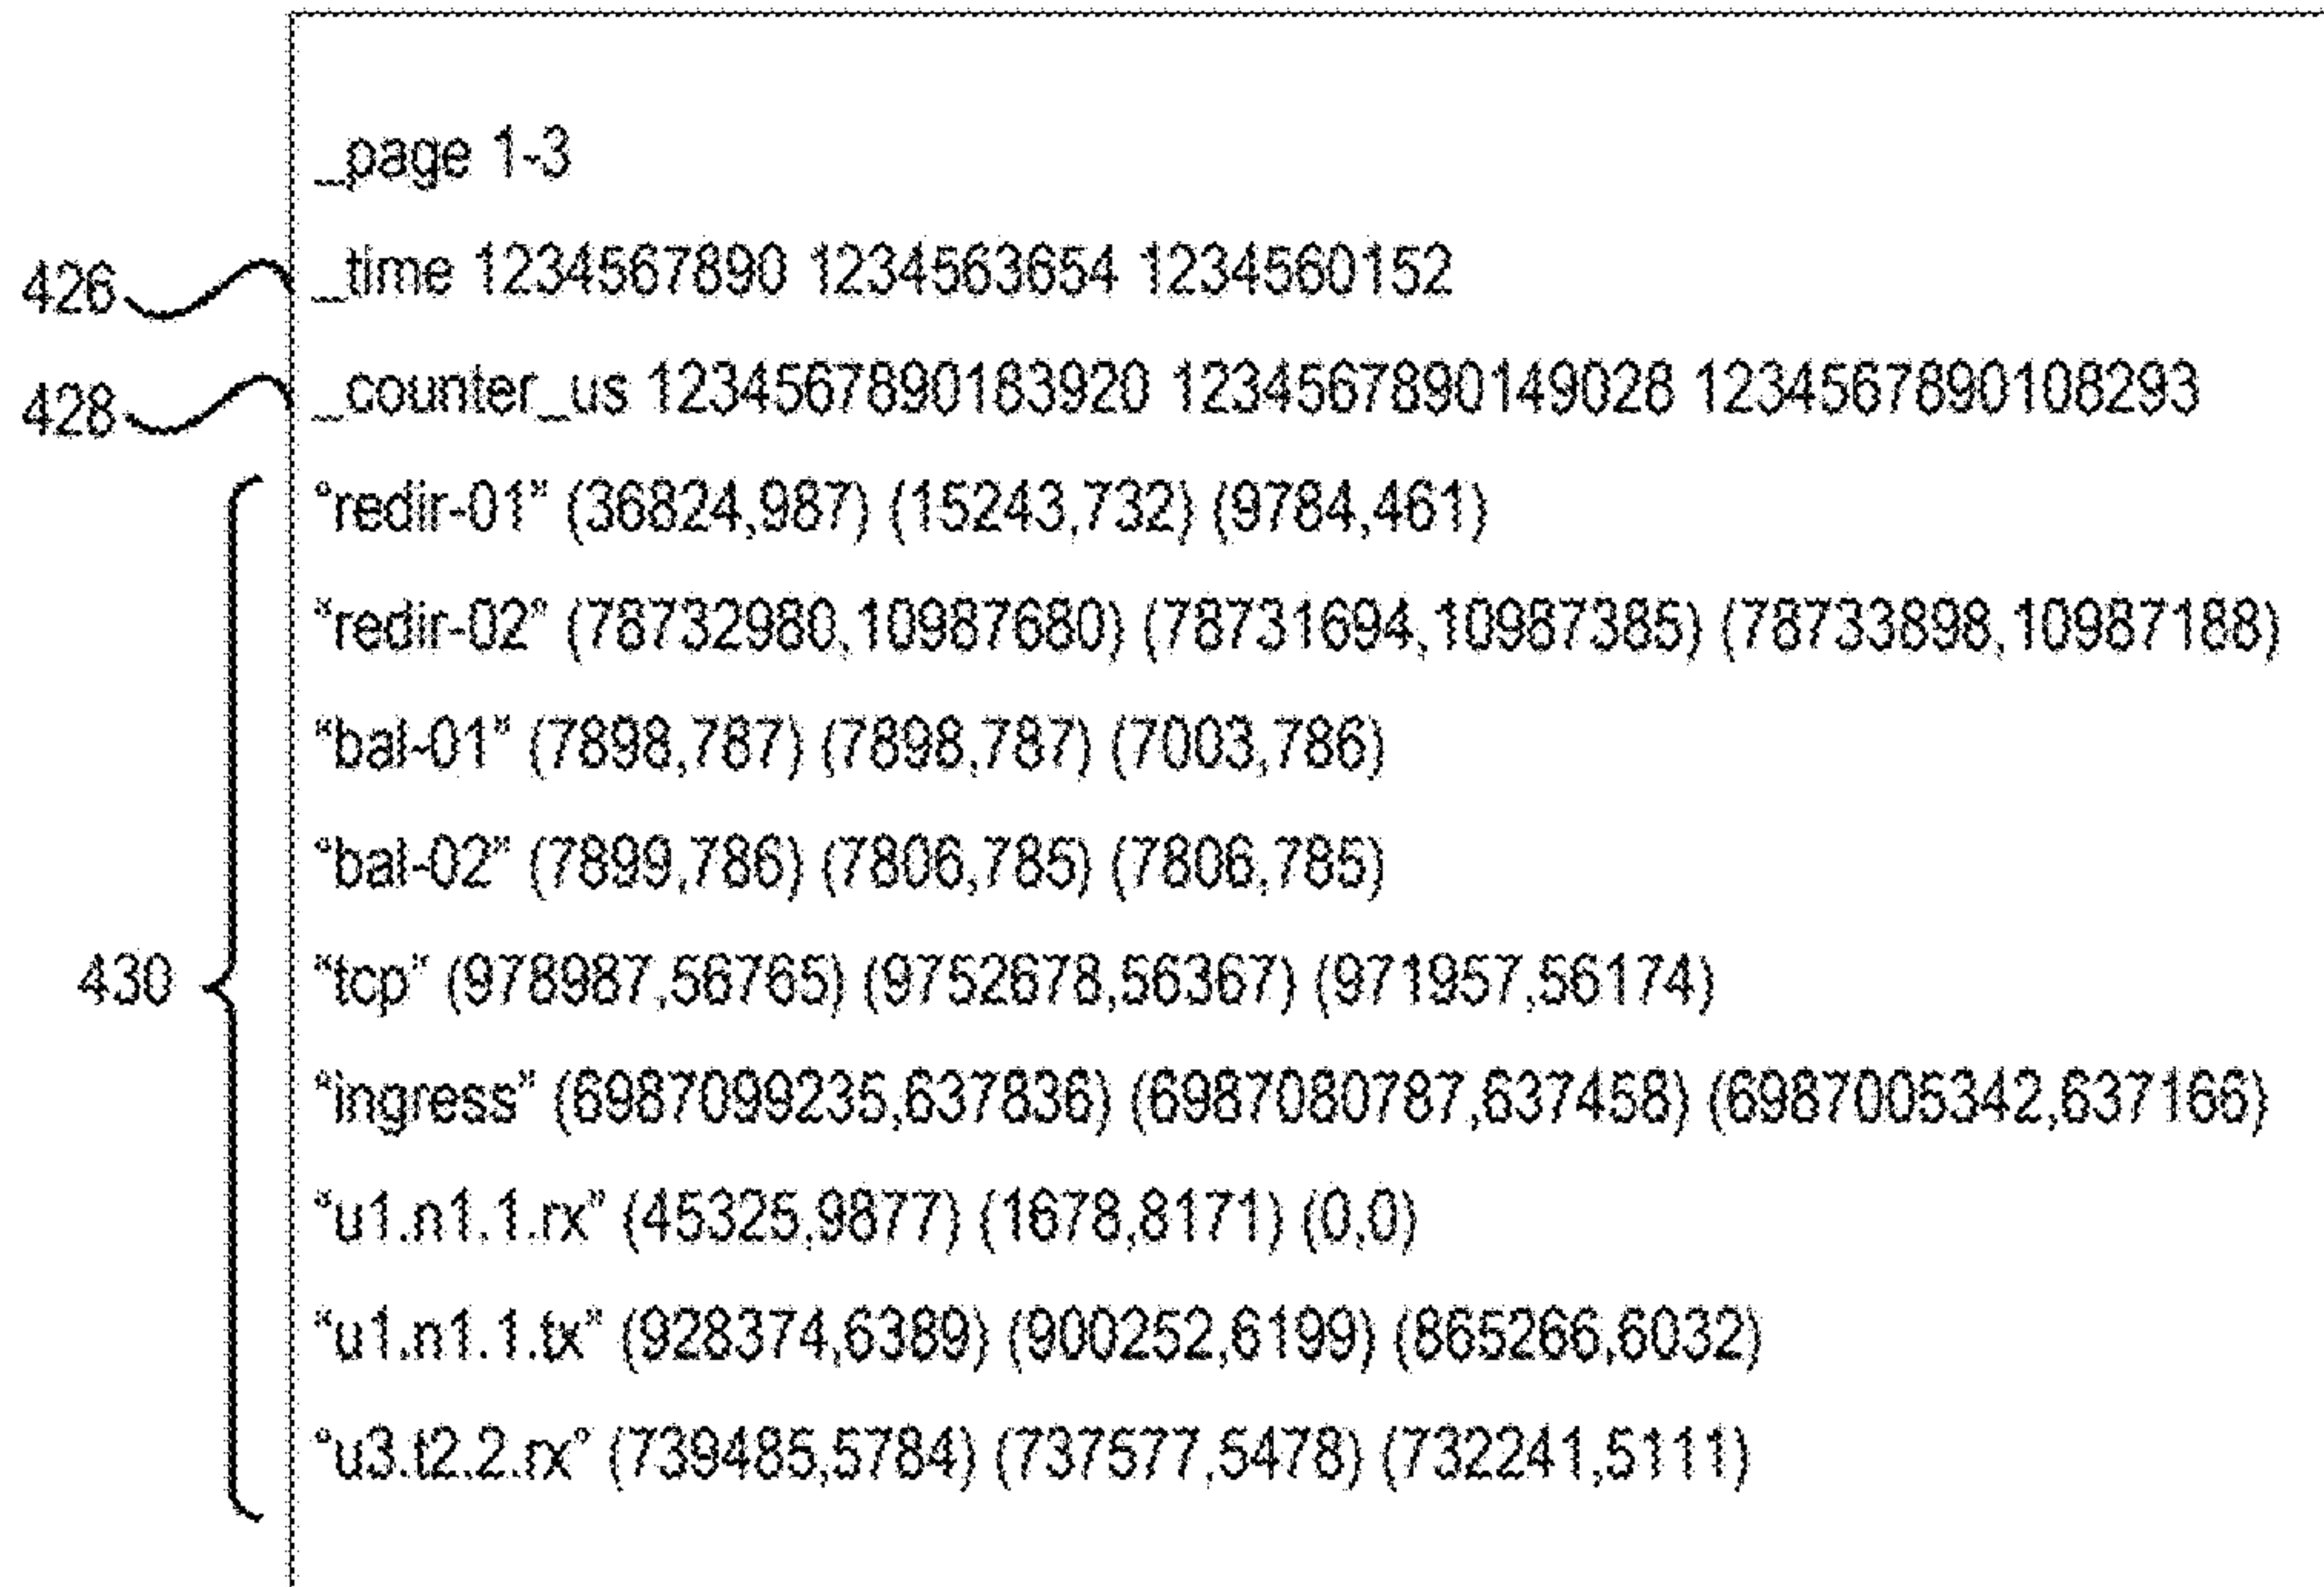 _page 1-3
426 _time 1234567890 1234563654 1234560152
428 _counter_us 1234567890183920 1234567890149028 1234567890108293
"redir-01" (36824,987) (15243,732) (9784,461)
"redir-02" (78732980,10987680) (78731694,10987385) (78733898,10987188)
"bal-01" (7898,787) (7898,787) (7003,786)
"bal-02" (7899,786) (7806,785) (7806,785)
430 "tcp" (978987,56765) (9752678,56367) (971957,56174)
"ingress" (6987099235,637836) (6987080787,637458) (6987005342,637166)
"u1.n1.1.rx" (45325,9877) (1678,8171) (0,0)
"u1.n1.1.tx" (928374,6389) (900252,6199) (865266,6032)
"u3.t2.2.rx" (739485,5784) (737577,5478) (732241,5111)